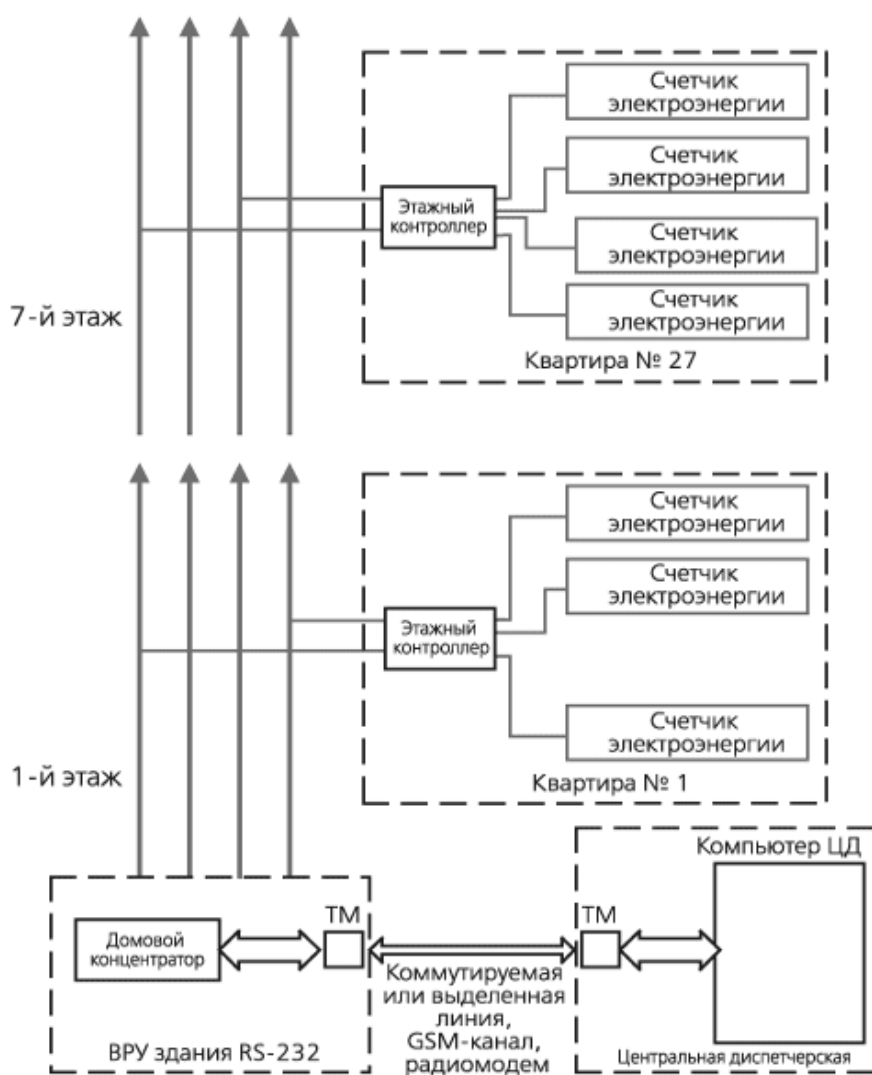 Счетчик
электроэнергии
Счетчик
электроэнергии
Этажный
контроллер
Счетчик
электроэнергии
7-й этаж
Счетчик
электроэнергии
Квартира № 27
Счетчик
электроэнергии
Счетчик
электроэнергии
Этажный
контроллер
Счетчик
электроэнергии
1-й этаж
Квартира № 1
Компьютер ЦД
ТМ
ТМ
Домовой
концентратор
Коммутируемая
или выделенная
линия,
GSM-канал,
радиомодем
ВРУ здания RS-232
Центральная диспетчерская